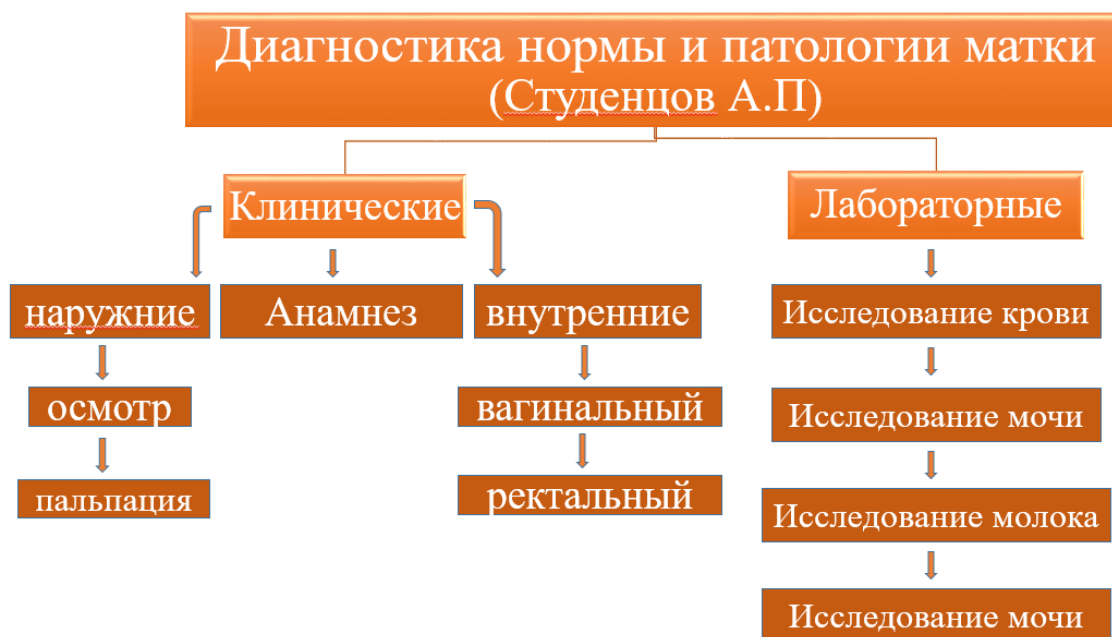 Диагностика нормы и патологии матки
(Студенцов А.П)
Клинические
Лабораторные
наружние
Анамнез
внутренние
Исследование крови
осмотр
вагинальный
Исследование мочи
пальпация
ректальный
Исследование молока
Исследование мочи